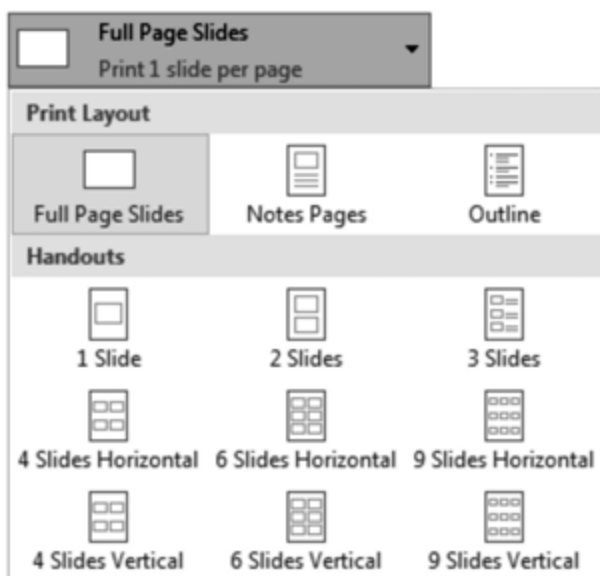 Full Page Slides
Print 1 slide per page
Print Layout
Full Page Slides Notes Pages Outline
Handouts
1 Slide 2 Slides 3 Slides
4 Slides Horizontal 6 Slides Horizontal 9 Slides Horizontal
4 Slides Vertical 6 Slides Vertical 9 Slides Vertical